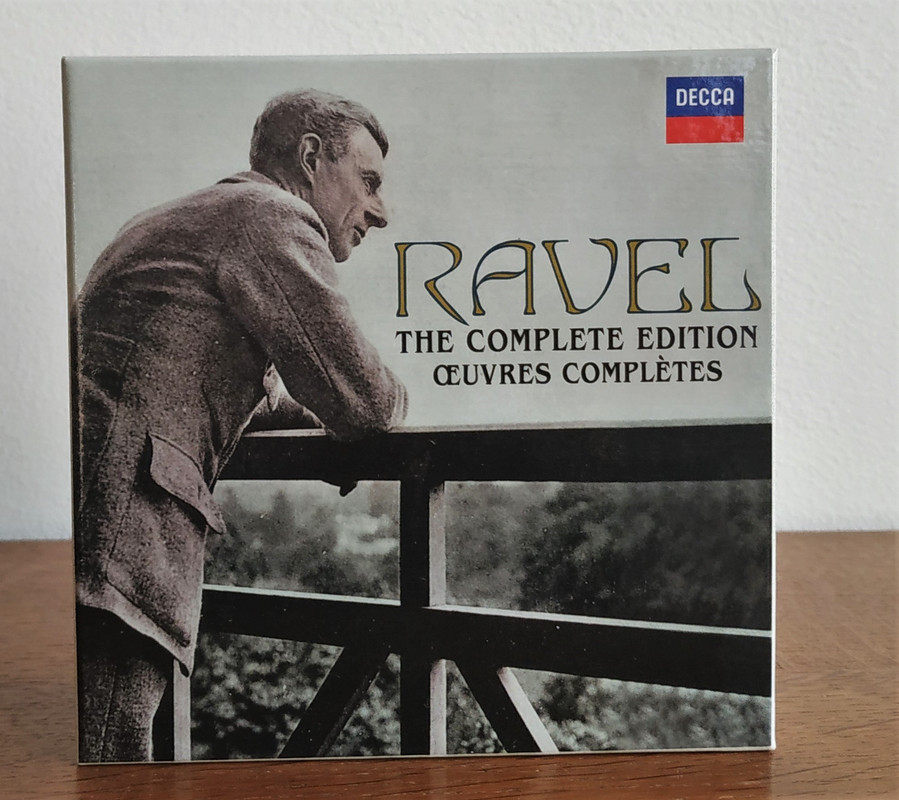 DECCA
RAVEL
THE COMPLETE EDITION
ŒUVRES COMPLÈTES